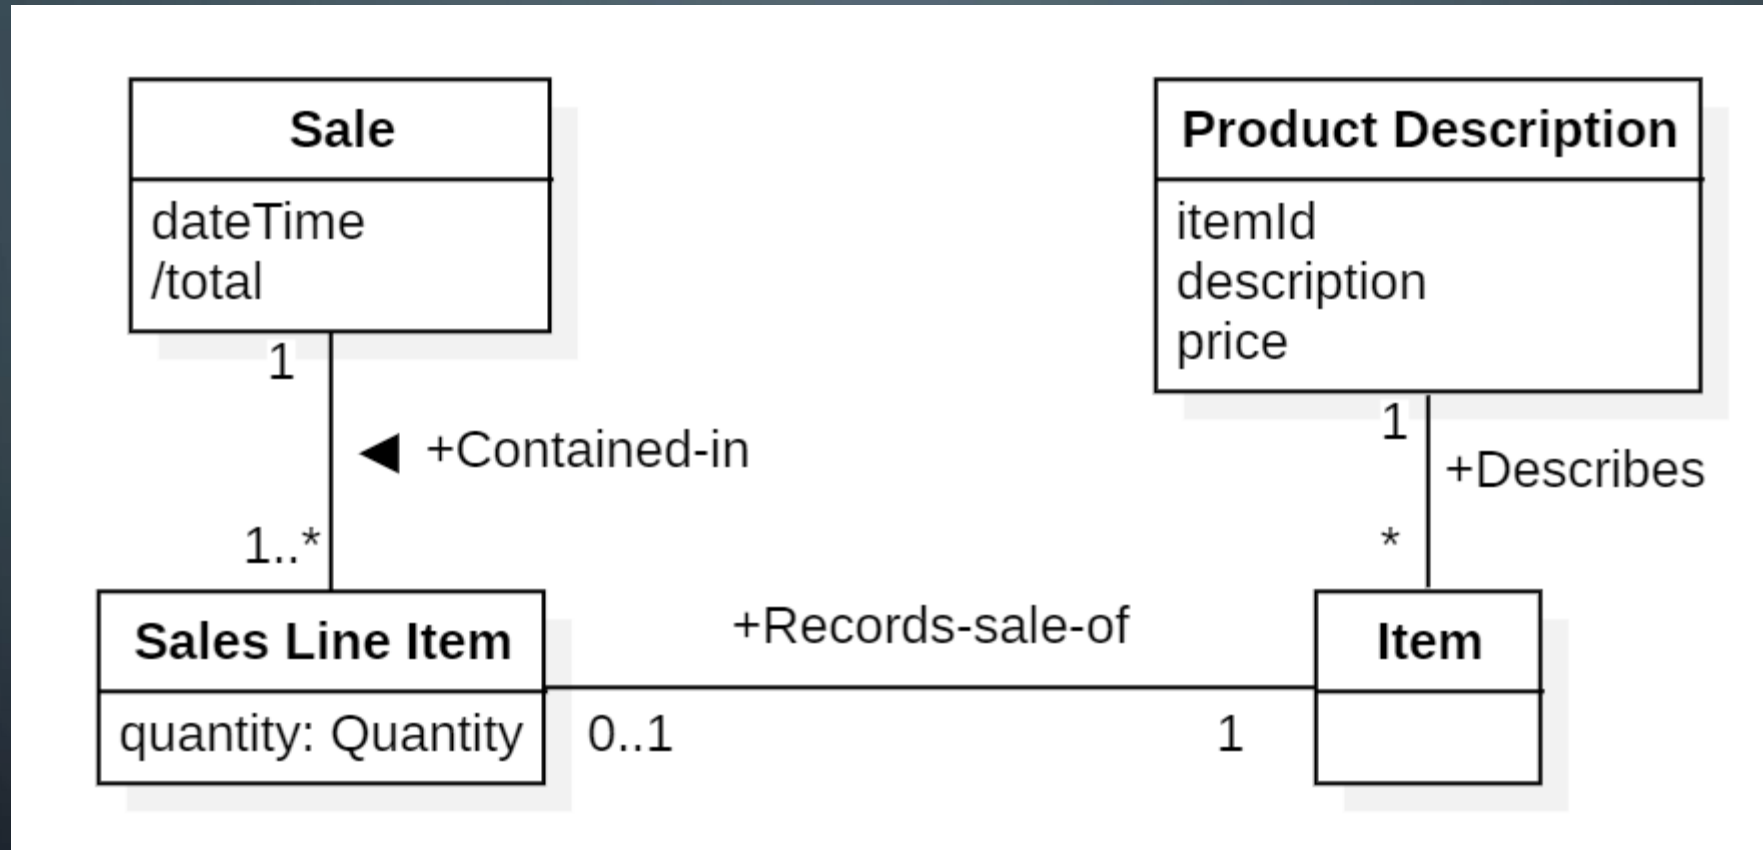 Sale
dateTime
/total
Product Description
itemId
description
price
1
+Contained-in
1..*
1
+Describes
*
Sales Line Item
quantity: Quantity
+Records-sale-of
0..1
1
Item